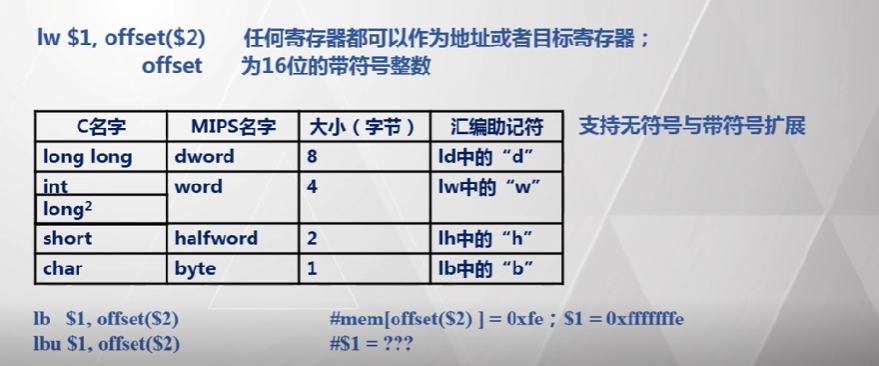 lw $1, offset($2) 任何寄存器都可以作为地址或者目标寄存器；
offset 为16位的带符号整数
C名字 MIPS名字 大小（字节） 汇编助记符 支持无符号与带符号扩展
long long dword 8 ld中的“d”
int word 4 lw中的“w”
long²
short halfword 2 lh中的“h”
char byte 1 lb中的“b”
lb $1, offset($2) #mem[offset($2) ] = 0xfe；$1 = 0xfffffffe
lbu $1, offset($2) #$1 = ???